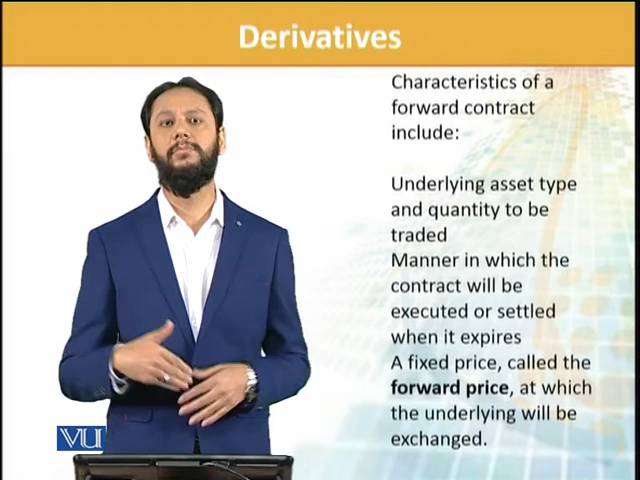 Derivatives
Characteristics of a
forward contract
include:
Underlying asset type
and quantity to be
traded
Manner in which the
contract will be
executed or settled
when it expires
A fixed price, called the
forward price, at which
the underlying will be
exchanged.
VU